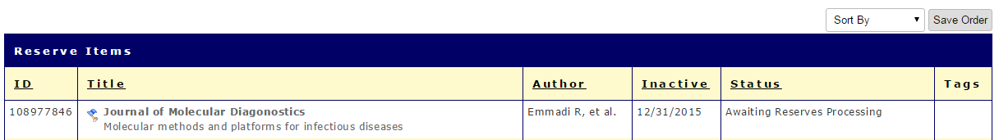 Sort By Save Order
Reserve Items
ID Title Author Inactive Status Tags
108977846 Journal of Molecular Diagonostics Emmadi R, et al. 12/31/2015 Awaiting Reserves Processing
Molecular methods and platforms for infectious diseases